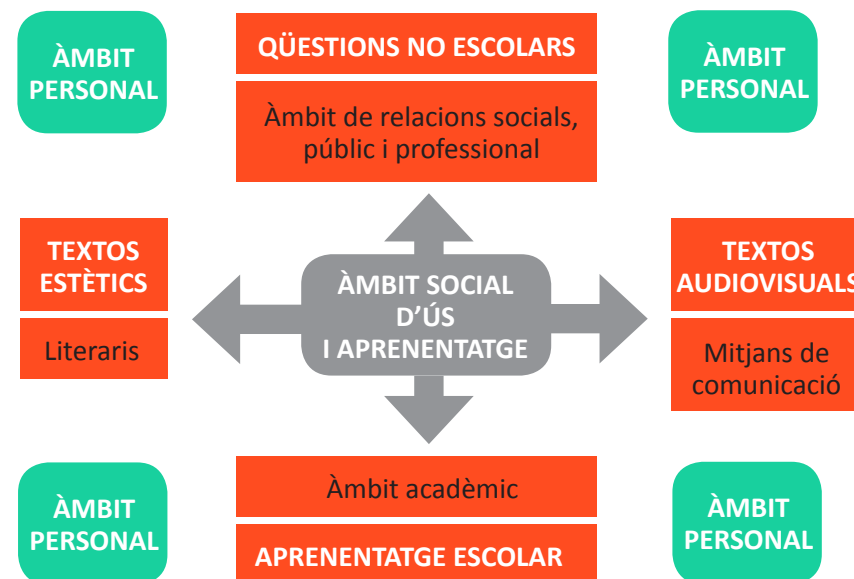 ÀMBIT
PERSONAL
QÜESTIONS NO ESCOLARS
Àmbit de relacions socials,
públic i professional
ÀMBIT
PERSONAL
TEXTOS
ESTÈTICS
Literaris
ÀMBIT SOCIAL
D’ÚS
I APRENENTATGE
TEXTOS
AUDIOVISUALS
Mitjans de
comunicació
ÀMBIT
PERSONAL
Àmbit acadèmic
APRENENTATGE ESCOLAR
ÀMBIT
PERSONAL